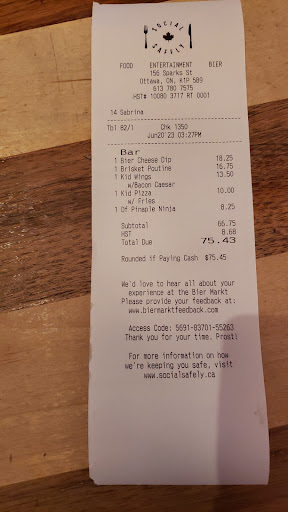 SOCIAL
SAFELY
FOOD ENTERTAINMENT BIER
156 Sparks St
Ottawa, ON, K1P 5B9
613 780 7575
HST# 10080 3717 RT 0001
14 Sabrina
Tbl 62/1 Chk 1350
Jun20'23 03:27PM
Bar
1 Bier Cheese Dip 18.25
1 Brisket Poutine 16.75
1 Kid Wings 13.50
w/Bacon Caesar
1 Kid Pizza 10.00
w/ Fries
1 Df Pinaple Ninja 8.25
Subtotal 66.75
HST 8.68
Total Due 75.43
Rounded if Paying Cash $75.45
We'd love to hear all about your
experience at the Bier Markt
Please provide your feedback at:
www.biermarktfeedback.com
Access Code: 5691-83701-55263
Thank you for your time. Prost!
For more information on how
we're keeping you safe, visit
www.socialsafely.ca